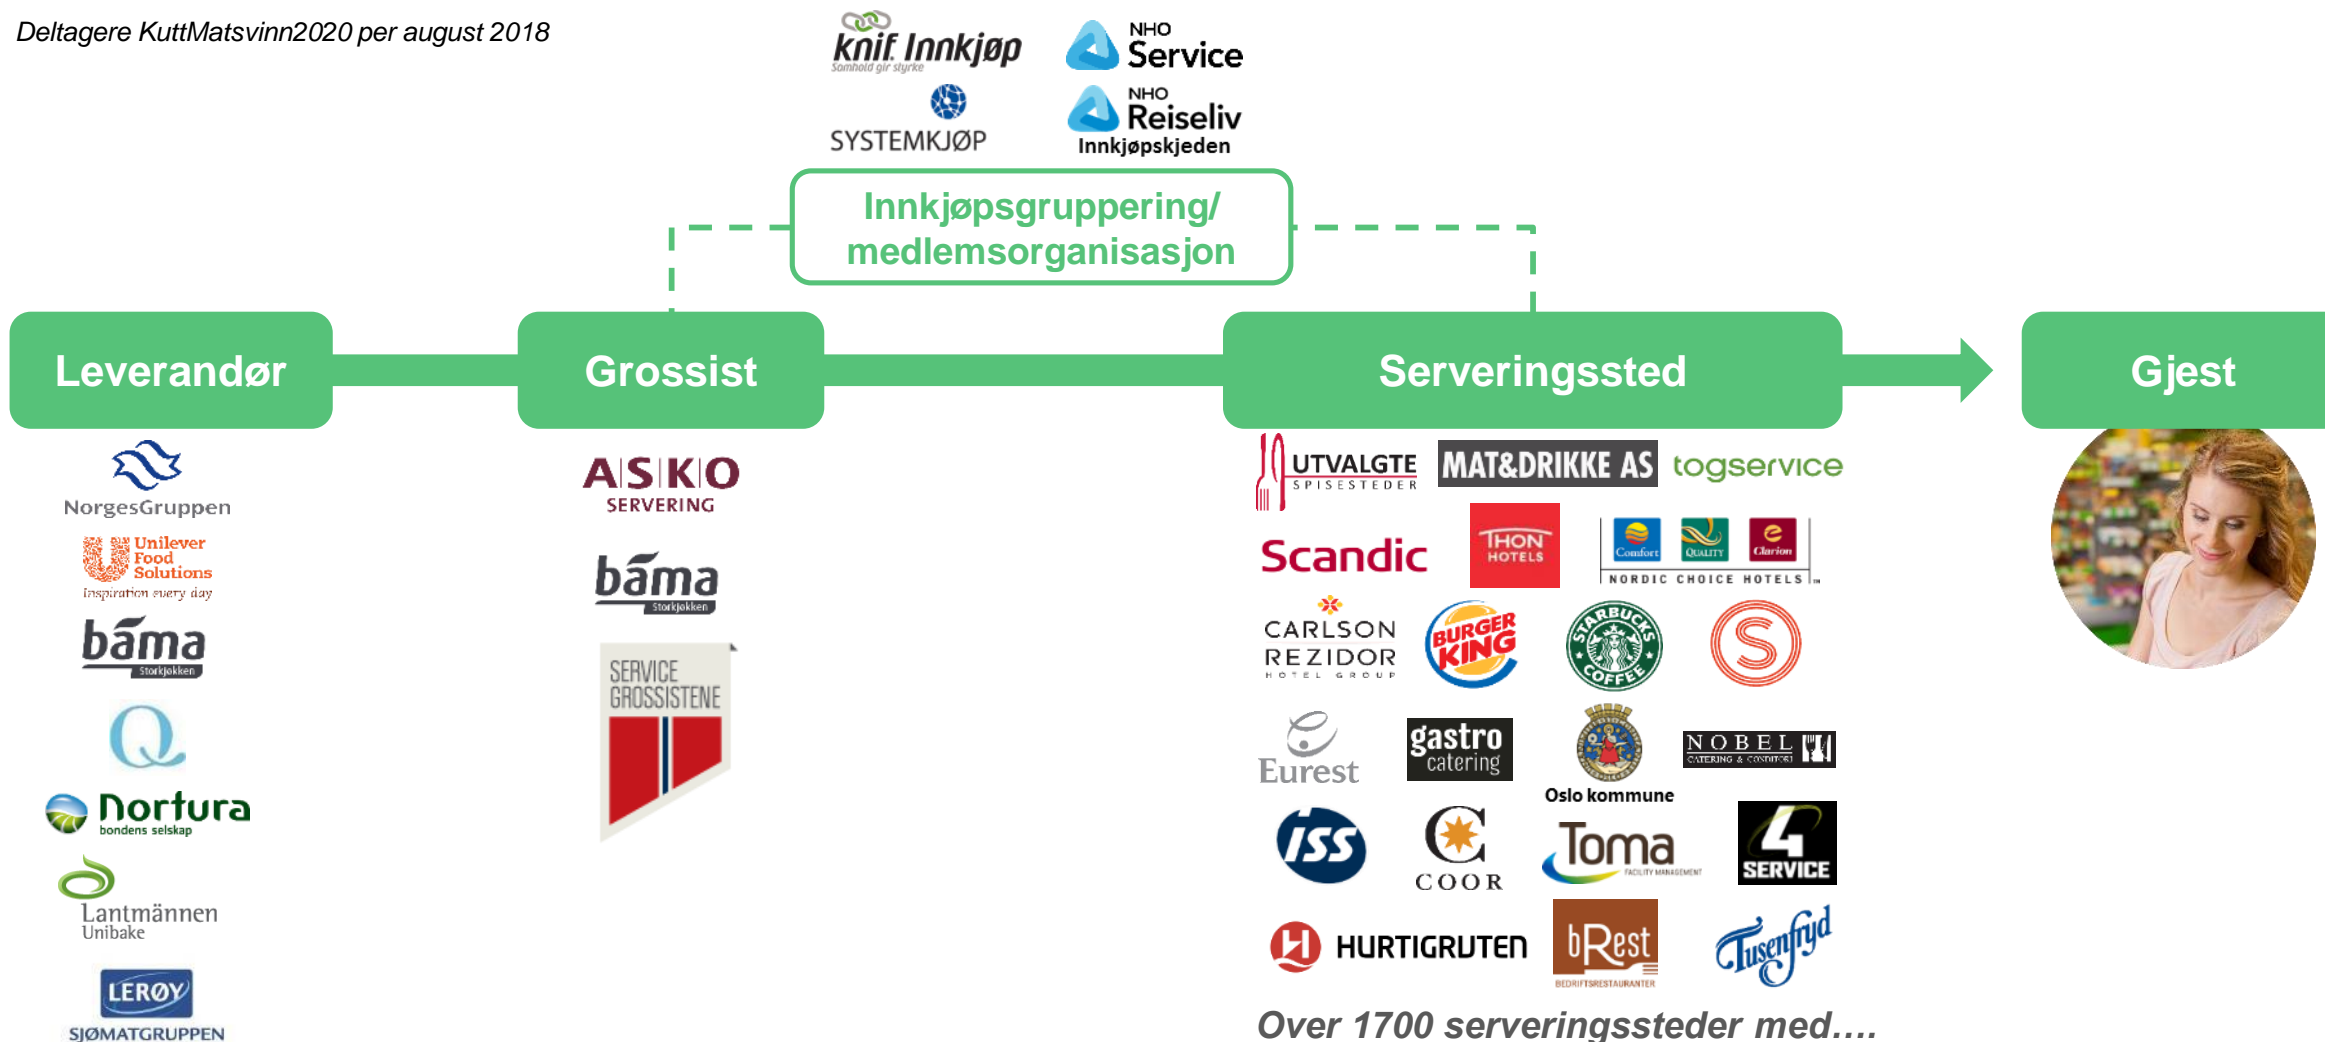 Deltagere KuttMatsvinn2020 per august 2018
knif Innkjøp
Samhold gir styrke
NHO
Service
SYSTEMKJØP
NHO
Reiseliv
Innkjøpskjeden
Innkjøpsgruppering/
medlemsorganisasjon
Leverandør
Grossist
Serveringssted
Gjest
NorgesGruppen
Unilever
Food
Solutions
Inspiration every day
bama
Storkjøkken
Q
nortura
bondens selskap
Lantmännen
Unibake
LERØY
SJØMATGRUPPEN
ASKO
SERVERING
bama
Storkjøkken
SERVICE
GROSSISTENE
UTVALGTE
SPISESTEDER
MAT&DRIKKE AS
togservice
Scandic
THON
HOTELS
Comfort
QUALITY
Clarion
NORDIC CHOICE HOTELS
CARLSON
REZIDOR
HOTEL GROUP
BURGER
KING
STARBUCKS
COFFEE
S
Eurest
gastro
catering
Oslo kommune
NOBEL
CATERING & CONDITORI
ISS
COOR
Toma
FACILITY MANAGEMENT
4
SERVICE
HURTIGRUTEN
bRest
BEDRIFTSRESTAURANTER
Tusenfryd
Over 1700 serveringssteder med....